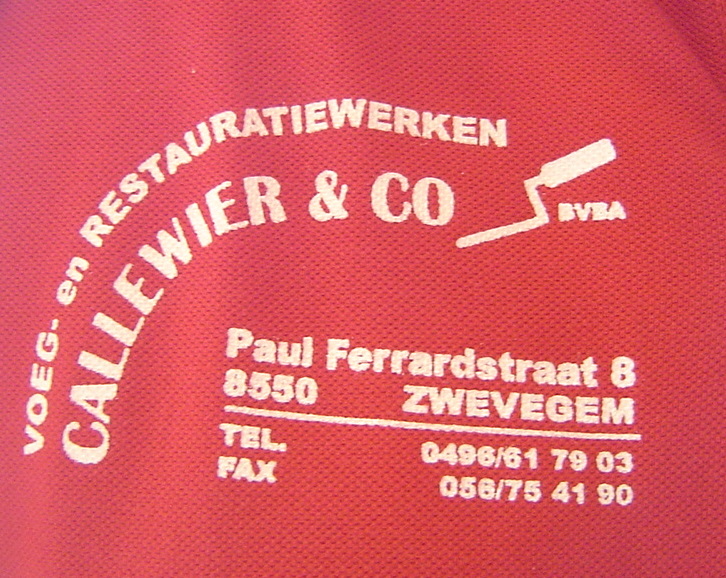 VOEG- en RESTAURATIEWERKEN
CALLEWIER & CO
BVBA
Paul Ferrardstraat 8
8550 ZWEVEGEM
TEL. 0496/61 79 03
FAX 056/75 41 90